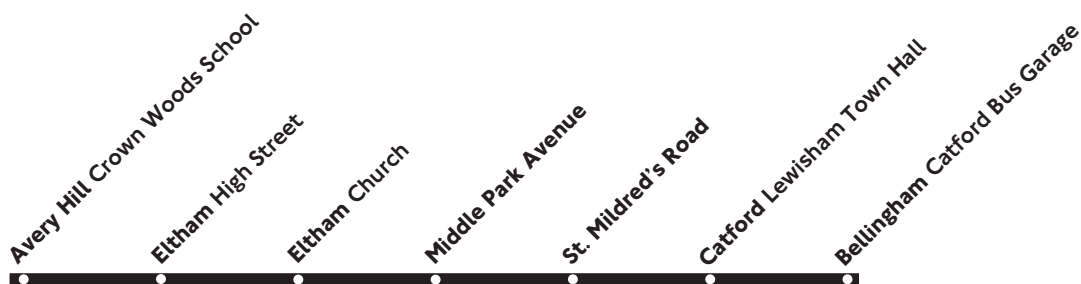 Avery Hill Crown Woods School
Eltham High Street
Eltham Church
Middle Park Avenue
St. Mildred's Road
Catford Lewisham Town Hall
Bellingham Catford Bus Garage